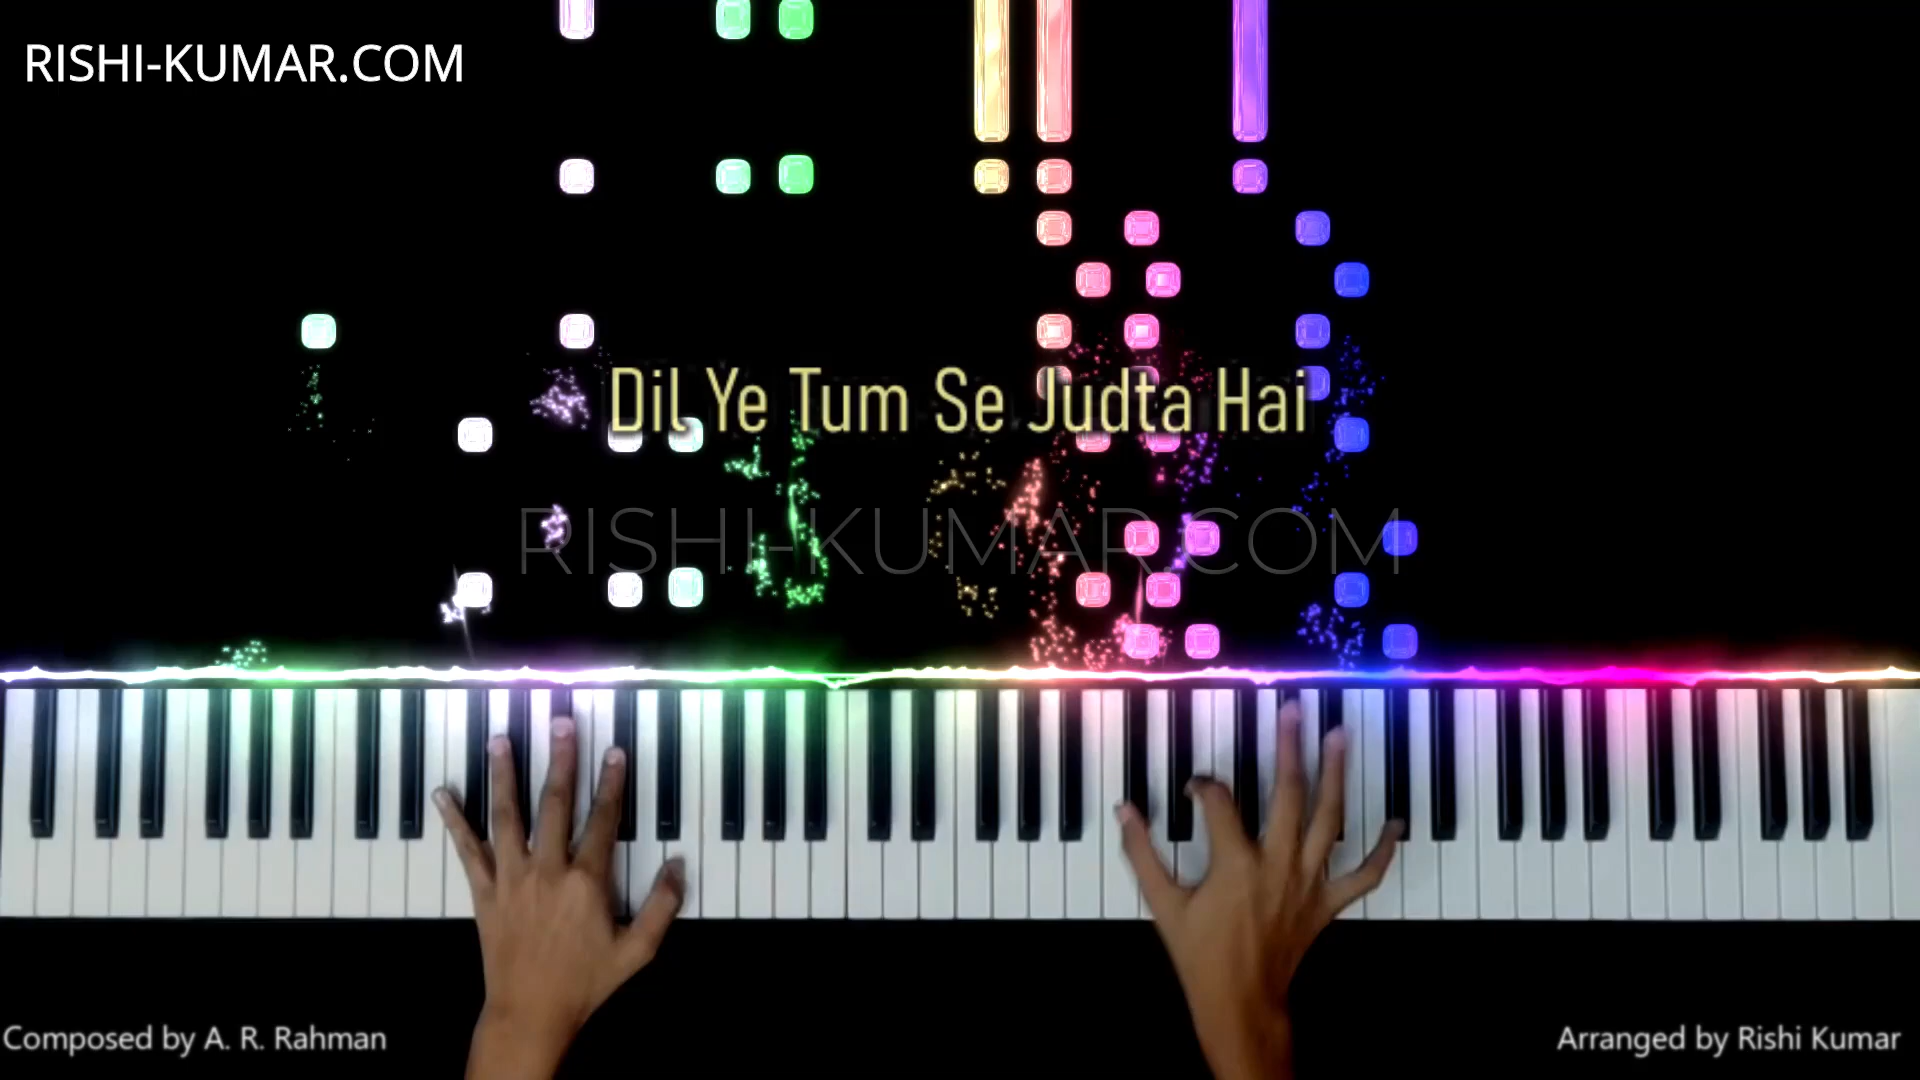 RISHI-KUMAR.COM
Dil Ye Tum Se Judta Hai
RISHI-KUMAR.COM
Composed by A. R. Rahman
Arranged by Rishi Kumar